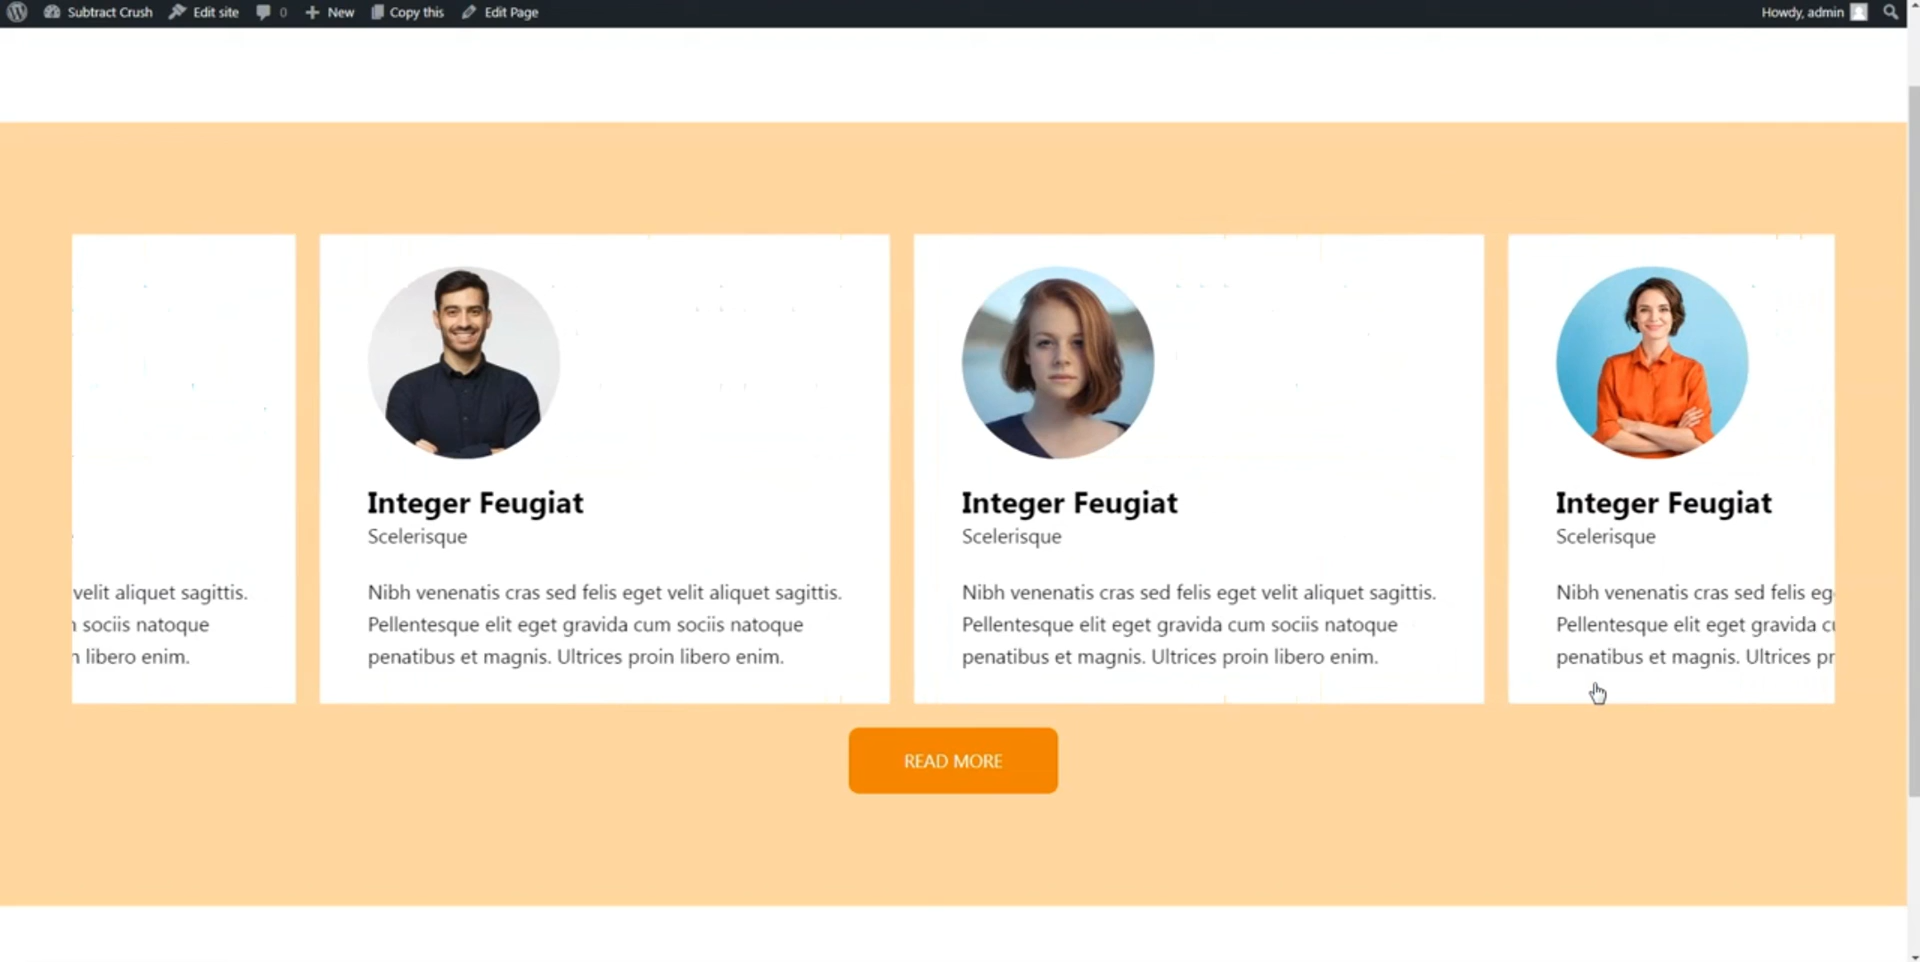 Subtract Crush Edit site 0 New Copy this Edit Page Howdy, admin
velit aliquet sagittis.
sociis natoque
libero enim.
Integer Feugiat
Scelerisque
Nibh venenatis cras sed felis eget velit aliquet sagittis.
Pellentesque elit eget gravida cum sociis natoque
penatibus et magnis. Ultrices proin libero enim.
Integer Feugiat
Scelerisque
Nibh venenatis cras sed felis eget velit aliquet sagittis.
Pellentesque elit eget gravida cum sociis natoque
penatibus et magnis. Ultrices proin libero enim.
Integer Feugiat
Scelerisque
Nibh venenatis cras sed felis eg
Pellentesque elit eget gravida c
penatibus et magnis. Ultrices pr
READ MORE